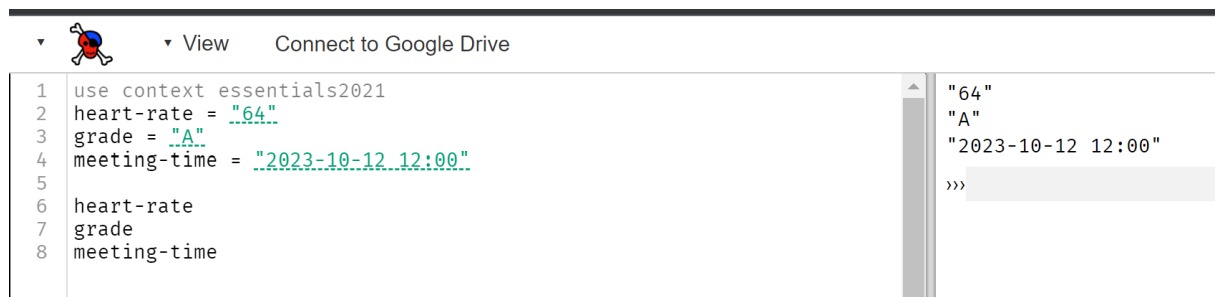 ▾ View Connect to Google Drive
1 use context essentials2021
2 heart-rate = "64"
3 grade = "A"
4 meeting-time = "2023-10-12 12:00"
5
6 heart-rate
7 grade
8 meeting-time
"64"
"A"
"2023-10-12 12:00"
›››